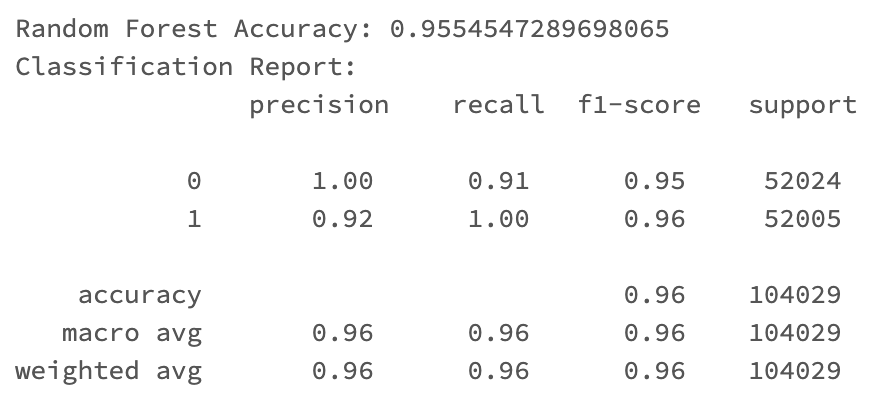 Random Forest Accuracy: 0.9554547289698065
Classification Report:
              precision    recall  f1-score   support

           0       1.00      0.91      0.95     52024
           1       0.92      1.00      0.96     52005

    accuracy                           0.96    104029
   macro avg       0.96      0.96      0.96    104029
weighted avg       0.96      0.96      0.96    104029